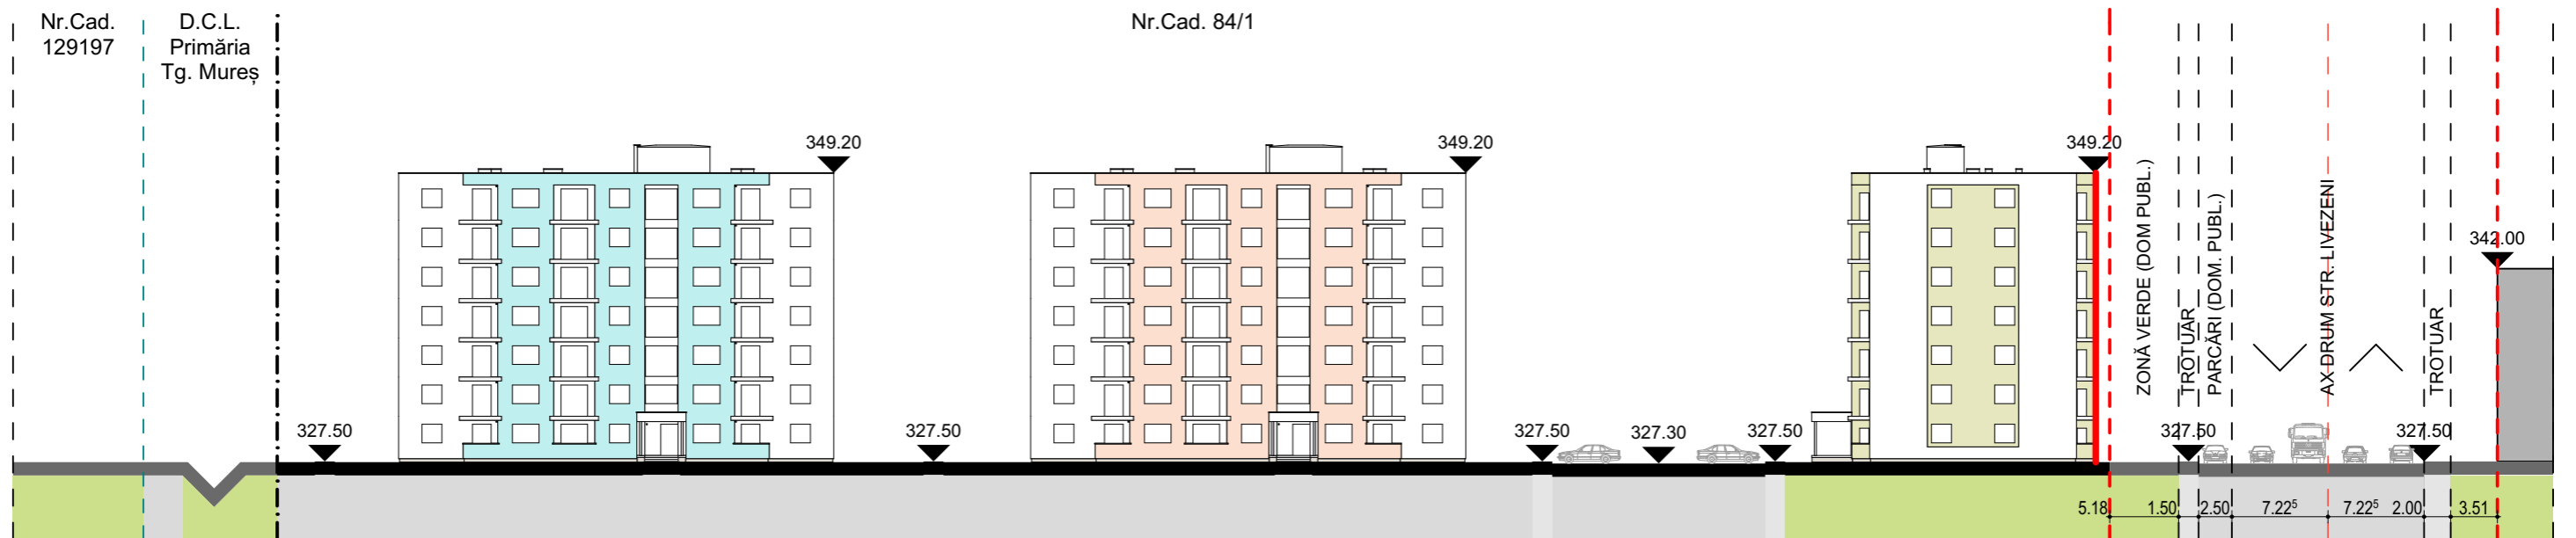 Nr.Cad.
129197
D.C.L.
Primăria
Tg. Mureș
Nr.Cad. 84/1
349.20
349.20
349.20
342.00
ZONĂ VERDE (DOM PUBL.)
TROTUAR
PARCĂRI (DOM. PUBL.)
AX DRUM STR. LIVEZENI
TROTUAR
327.50
327.50
327.50
327.30
327.50
327.50
327.50
5.18
1.50
2.50
7.22⁵
7.22⁵
2.00
3.51